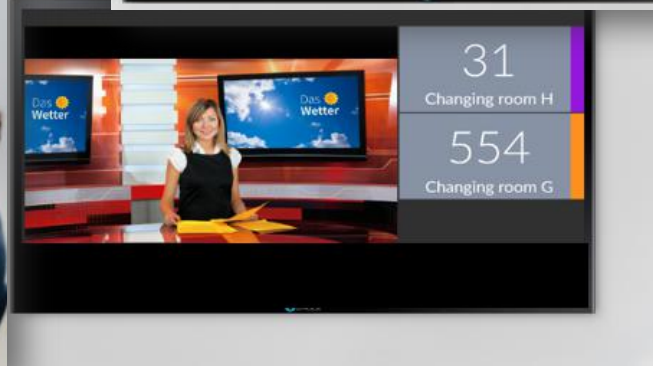 Das
Wetter
Das
Wetter
31
Changing room H
554
Changing room G